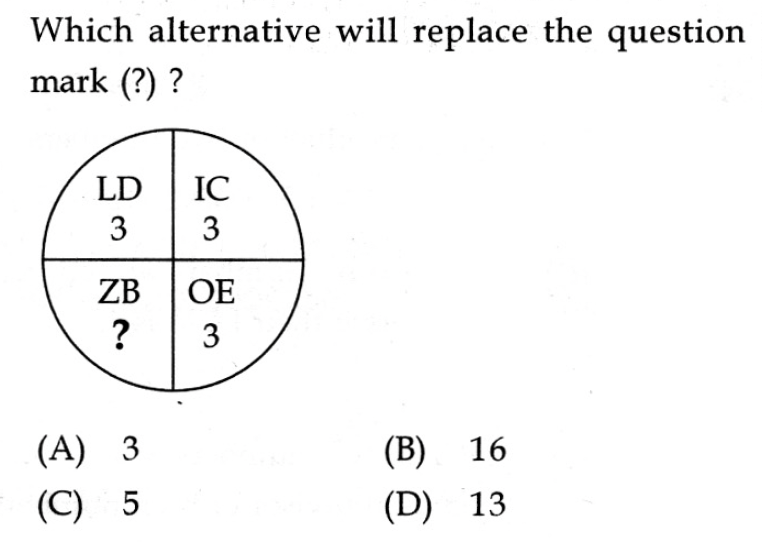 Which alternative will replace the question
mark (?) ?
LD IC
3 3
ZB OE
? 3
(A) 3 (B) 16
(C) 5 (D) 13